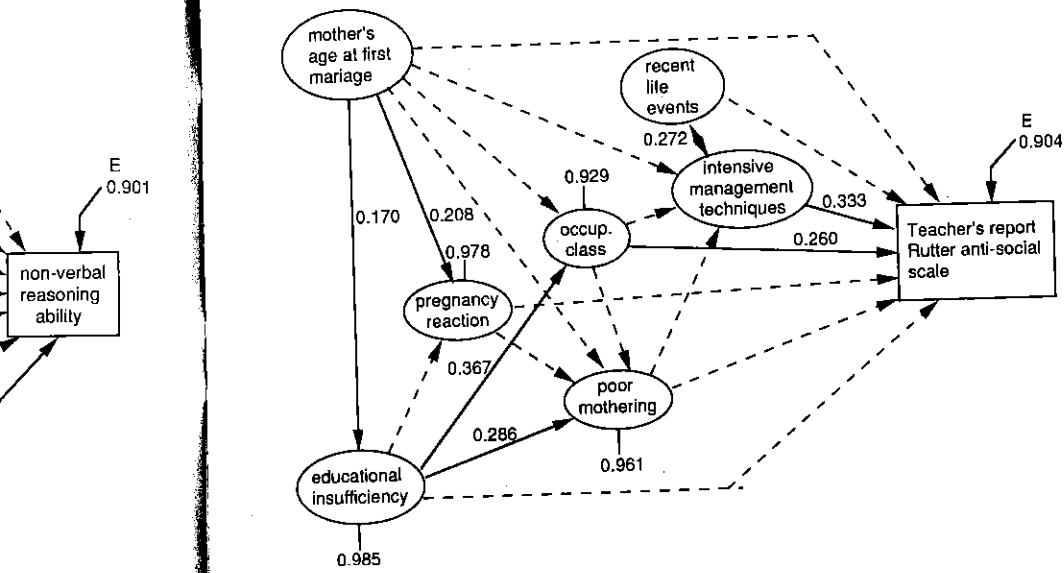 E
0.901
non-verbal
reasoning
ability
mother's
age at first
mariage
recent
life
events
0.272
E
0.904
intensive
management
techniques
0.929
0.333
0.170
0.208
occup.
class
0.260
Teacher's report
Rutter anti-social
scale
0.978
pregnancy
reaction
0.367
poor
mothering
0.286
0.961
educational
insufficiency
0.985